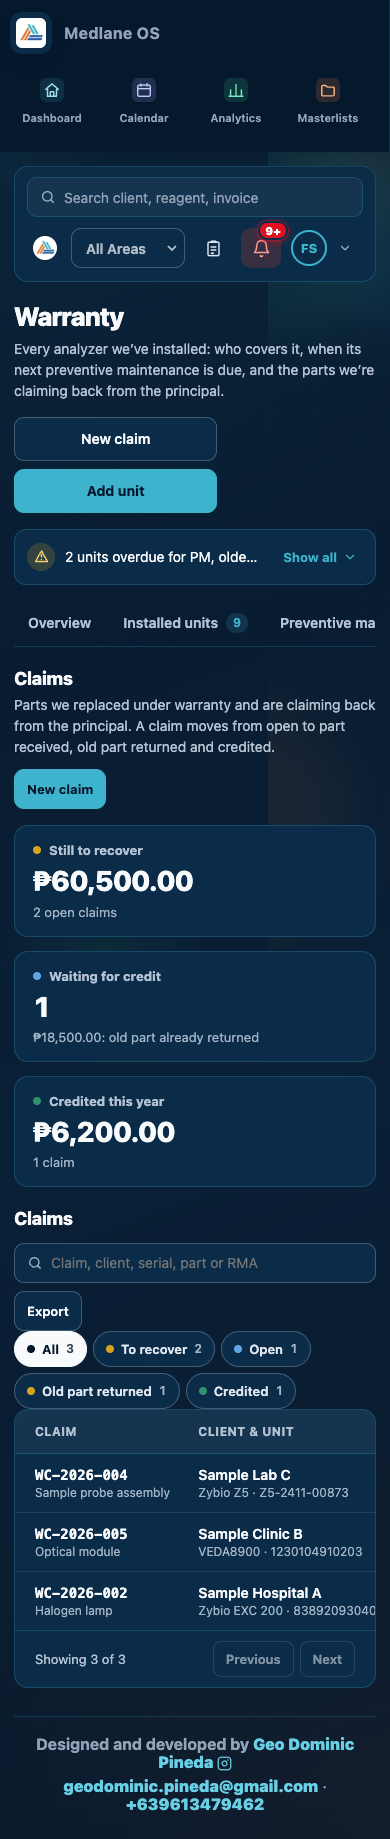 Medlane OS
Dashboard
Calendar
Analytics
Masterlists
Search client, reagent, invoice
All Areas
9+
FS
Warranty
Every analyzer we've installed: who covers it, when its
next preventive maintenance is due, and the parts we're
claiming back from the principal.
New claim
Add unit
2 units overdue for PM, olde...
Show all
Overview
Installed units 9
Preventive ma
Claims
Parts we replaced under warranty and are claiming back
from the principal. A claim moves from open to part
received, old part returned and credited.
New claim
Still to recover
₱60,500.00
2 open claims
Waiting for credit
1
₱18,500.00: old part already returned
Credited this year
₱6,200.00
1 claim
Claims
Claim, client, serial, part or RMA
Export
All 3
To recover 2
Open 1
Old part returned 1
Credited 1
CLAIM
CLIENT & UNIT
WC-2026-004
Sample Lab C
Sample probe assembly
Zybio Z5 · Z5-2411-00873
WC-2026-005
Sample Clinic B
Optical module
VEDA8900 · 1230104910203
WC-2026-002
Sample Hospital A
Halogen lamp
Zybio EXC 200 · 83892093040
Showing 3 of 3
Previous
Next
Designed and developed by Geo Dominic
Pineda
geodominic.pineda@gmail.com ·
+639613479462